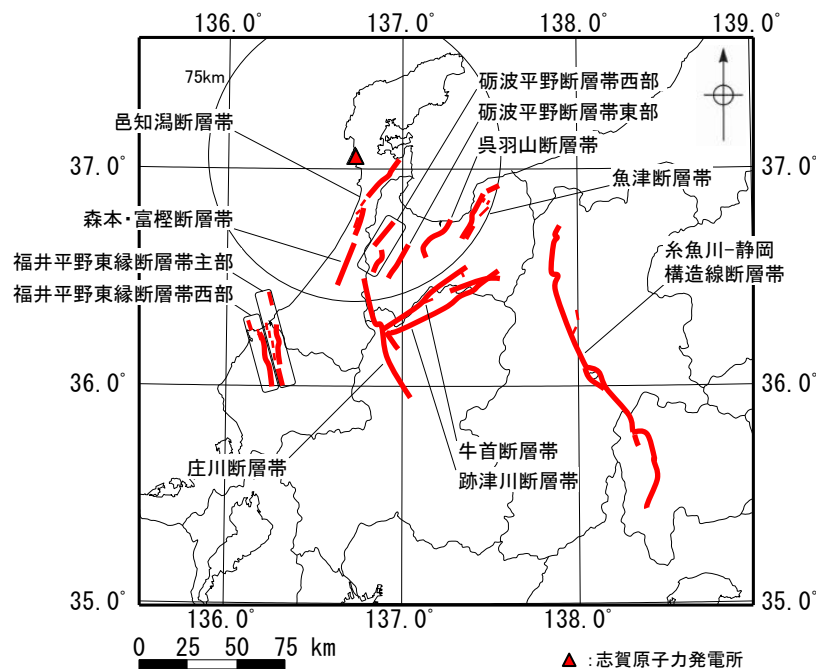 136.0°
137.0°
138.0°
139.0°
75km
砺波平野断層帯西部
砺波平野断層帯東部
邑知潟断層帯
呉羽山断層帯
37.0°
37.0°
魚津断層帯
森本・富樫断層帯
糸魚川-静岡
構造線断層帯
福井平野東縁断層帯主部
福井平野東縁断層帯西部
36.0°
36.0°
牛首断層帯
庄川断層帯
跡津川断層帯
35.0°
35.0°
136.0°
137.0°
138.0°
0 25 50 75 km
:志賀原子力発電所